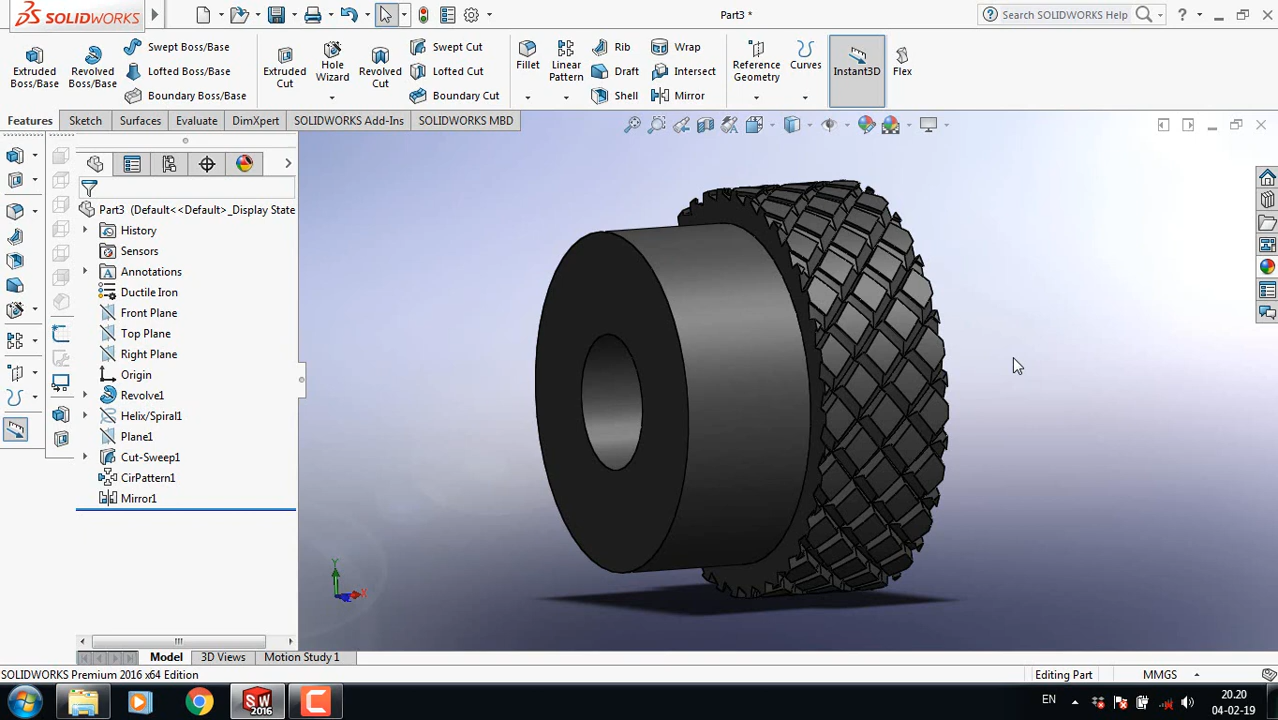 SOLIDWORKS
Part3 *
Search SOLIDWORKS Help
Extruded Boss/Base
Revolved Boss/Base
Swept Boss/Base
Lofted Boss/Base
Boundary Boss/Base
Extruded Cut
Hole Wizard
Revolved Cut
Swept Cut
Lofted Cut
Boundary Cut
Fillet
Linear Pattern
Rib
Draft
Shell
Wrap
Intersect
Mirror
Reference Geometry
Curves
Instant3D
Flex
Features
Sketch
Surfaces
Evaluate
DimXpert
SOLIDWORKS Add-Ins
SOLIDWORKS MBD
Part3 (Default<<Default>_Display State
History
Sensors
Annotations
Ductile Iron
Front Plane
Top Plane
Right Plane
Origin
Revolve1
Helix/Spiral1
Plane1
Cut-Sweep1
CirPattern1
Mirror1
Y
X
Model
3D Views
Motion Study 1
SOLIDWORKS Premium 2016 x64 Edition
Editing Part
MMGS
SW
2016
EN
20.20
04-02-19